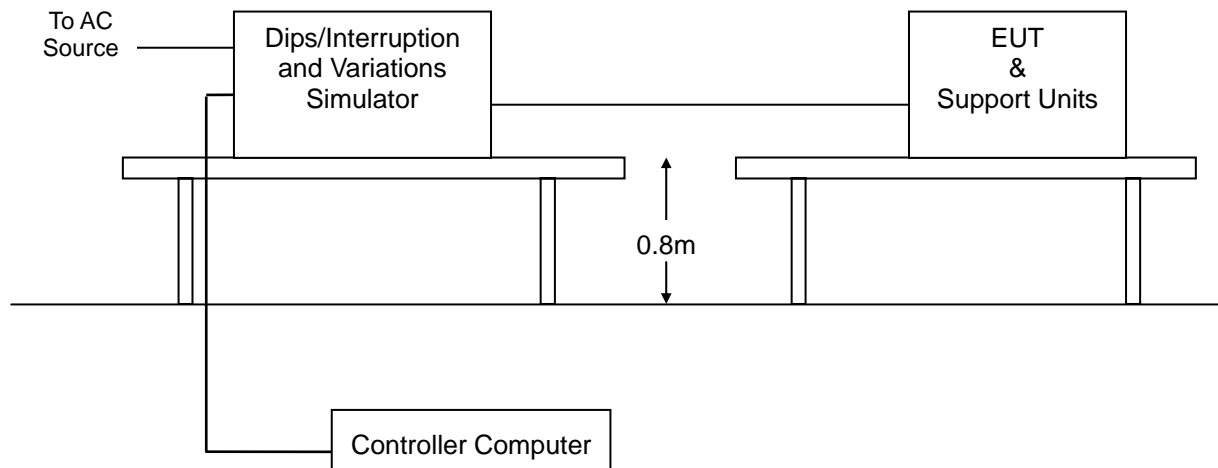 To AC
Source
Dips/Interruption
and Variations
Simulator
EUT
&
Support Units
0.8m
Controller Computer